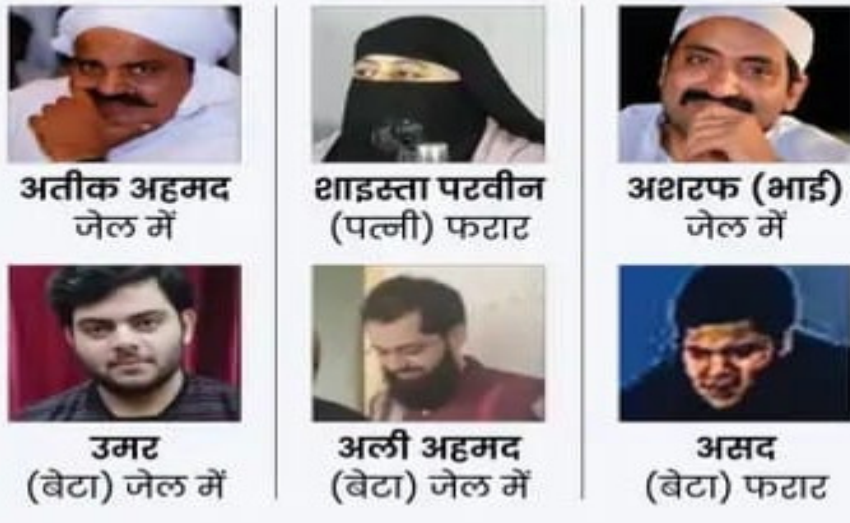 अतीक अहमद
जेल में
शाइस्ता परवीन
(पत्नी) फरार
अशरफ (भाई)
जेल में
उमर
(बेटा) जेल में
अली अहमद
(बेटा) जेल में
असद
(बेटा) फरार